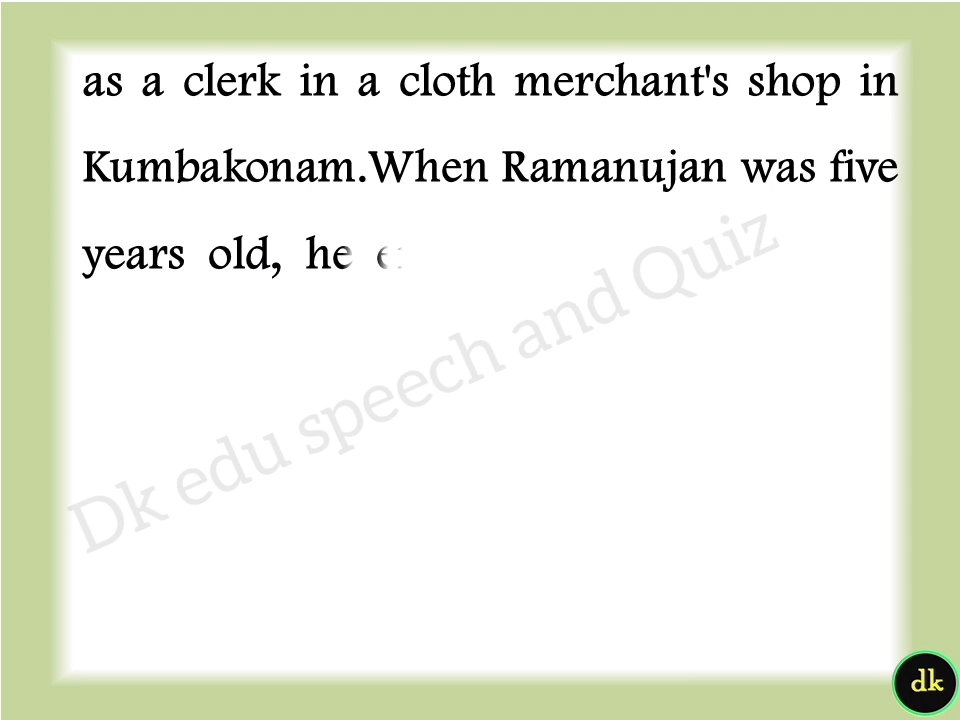 as a clerk in a cloth merchant's shop in
Kumbakonam.When Ramanujan was five
years old, he
Dk edu speech and Quiz
dk